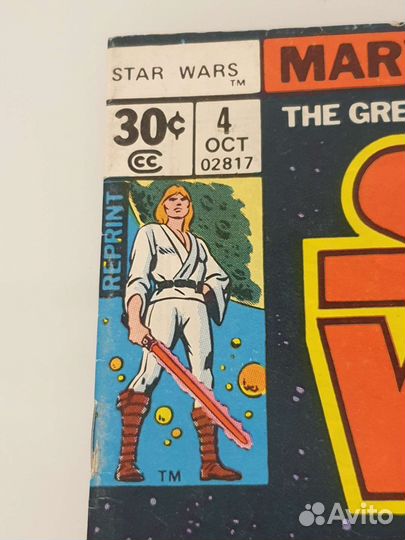 STAR WARS TM
MAR
THE GRE
30¢
4
OCT
CC
02817
REPRINT
TM
Avito